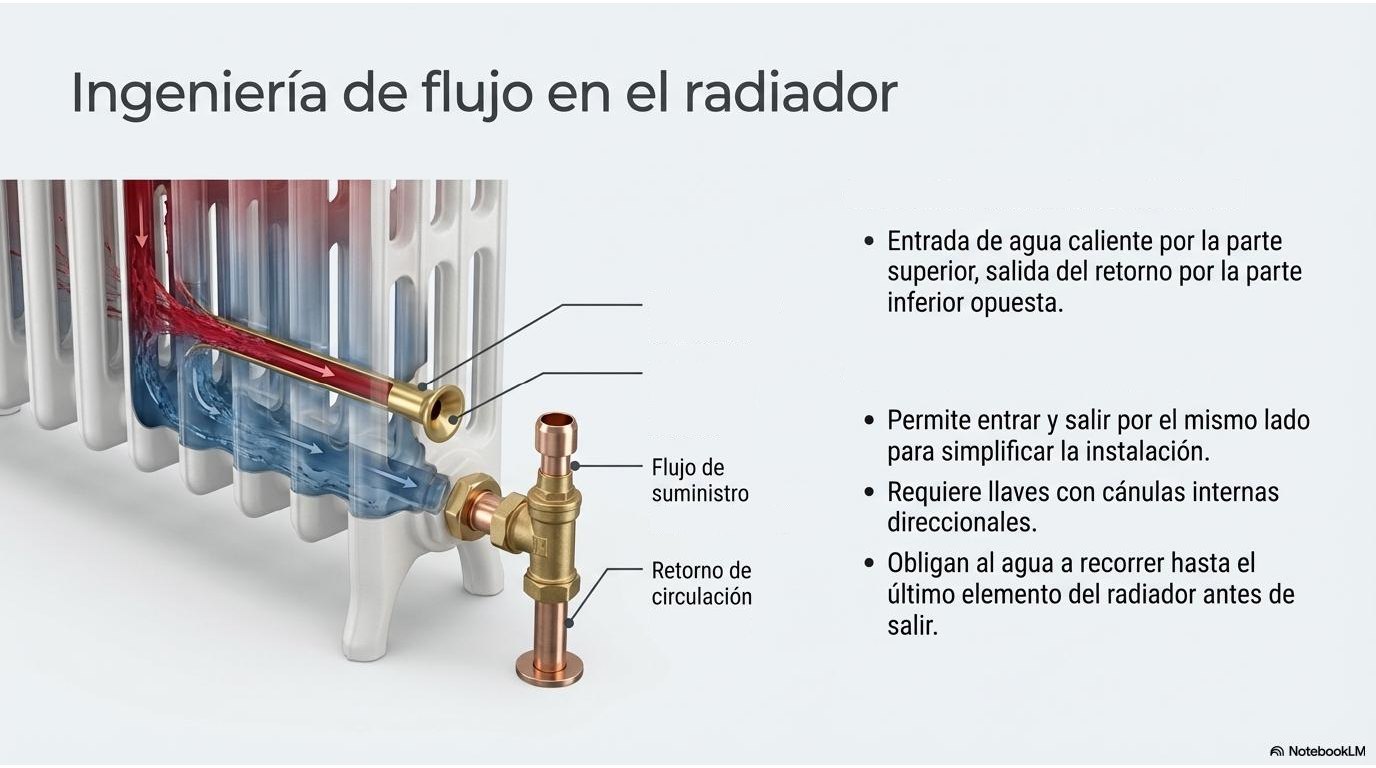 Ingeniería de flujo en el radiador
Flujo de
suministro
Retorno de
circulación
• Entrada de agua caliente por la parte
superior, salida del retorno por la parte
inferior opuesta.
• Permite entrar y salir por el mismo lado
para simplificar la instalación.
• Requiere llaves con cánulas internas
direccionales.
• Obligan al agua a recorrer hasta el
último elemento del radiador antes de
salir.
NotebookLM